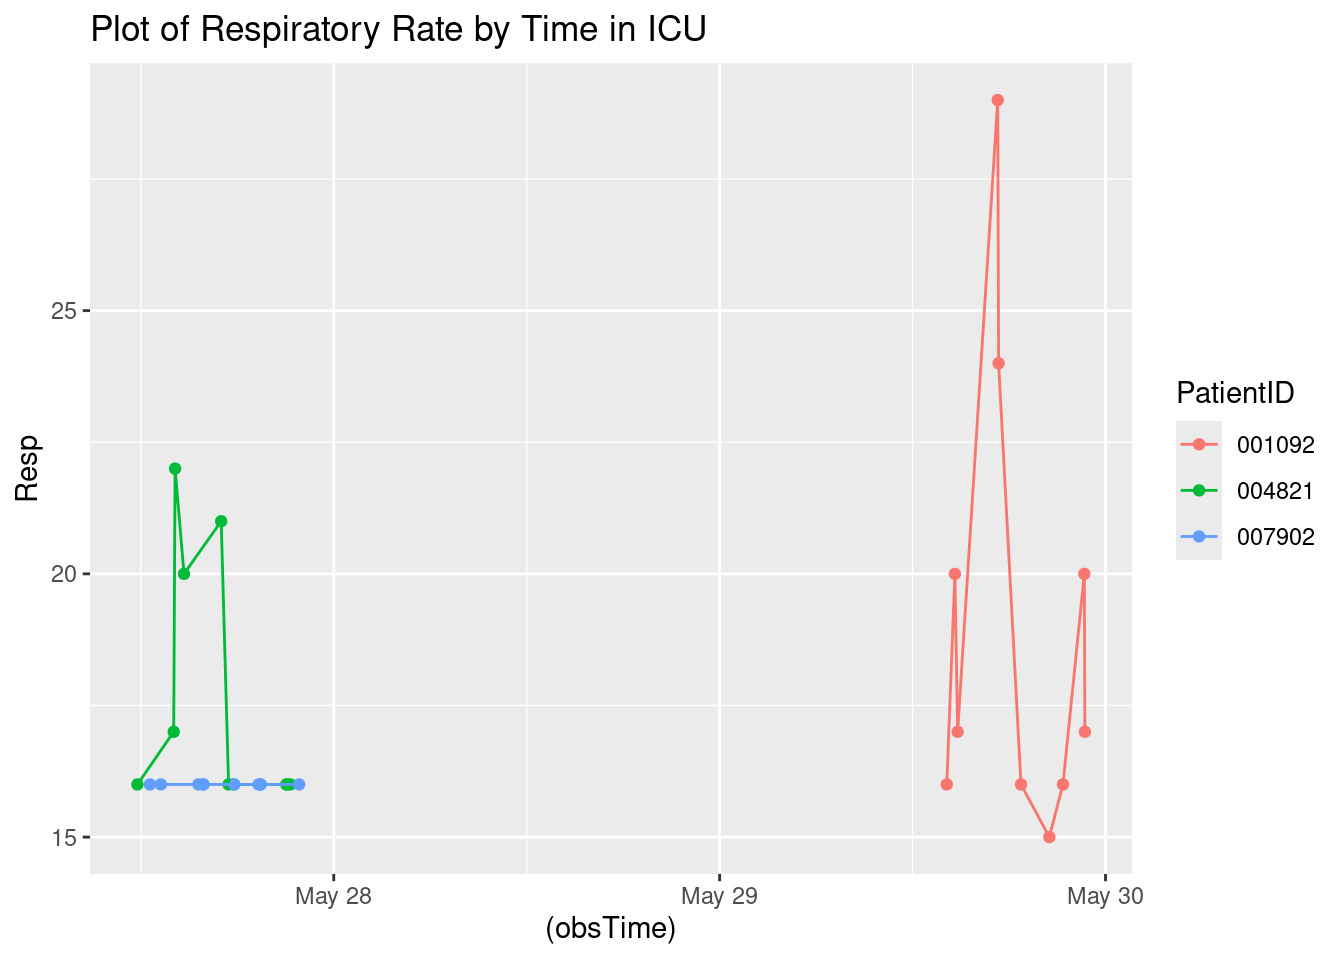 Plot of Respiratory Rate by Time in ICU
Resp
25
20
15
May 28
May 29
May 30
(obsTime)
PatientID
001092
004821
007902